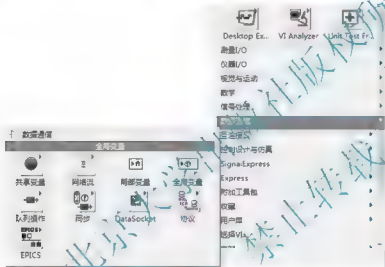 Desktop Ex...
VI Analyzer
Unit Test Fr...
测量I/O
仪器I/O
视觉与运动
数学
信号处理
数据通信
全局变量
共享变量
网络流
局部变量
全局变量
队列操作
同步
DataSocket
协议
EPICS
互连接口
控制设计与仿真
SignalExpress
Express
附加工具包
收藏
用户库
选择VI...